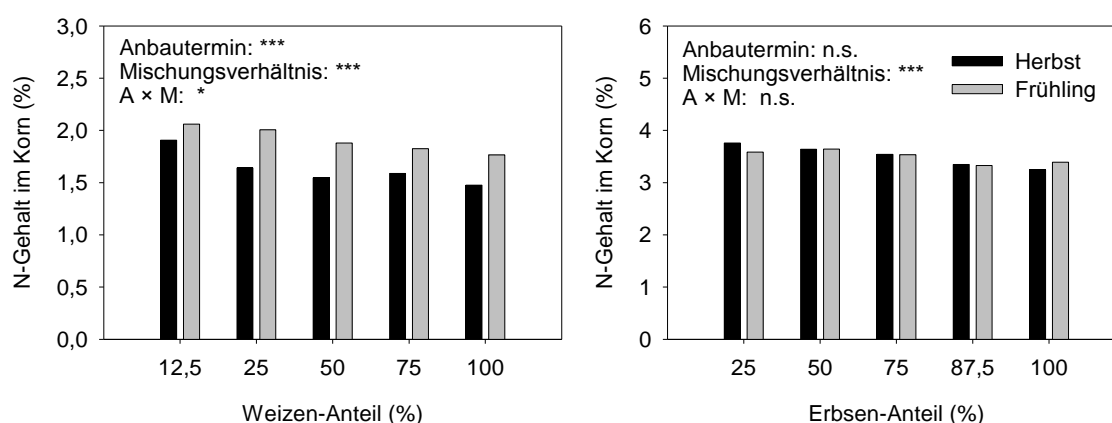 3,0
2,5
2,0
1,5
1,0
0,5
0,0
N-Gehalt im Korn (%)
Anbautermin: ***
Mischungsverhältnis: ***
A × M: *
12,5 25 50 75 100
Weizen-Anteil (%)
6
5
4
3
2
1
0
N-Gehalt im Korn (%)
Anbautermin: n.s.
Mischungsverhältnis: ***
A × M: n.s.
Herbst
Frühling
25 50 75 87,5 100
Erbsen-Anteil (%)